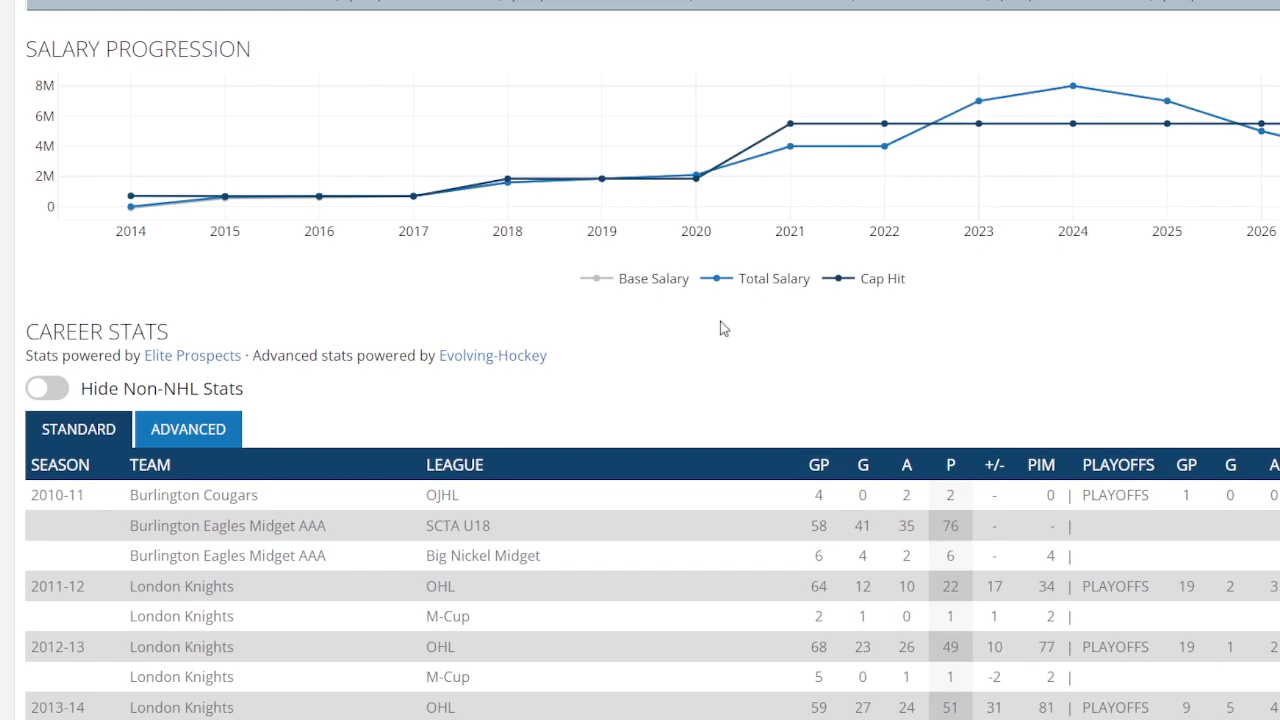 SALARY PROGRESSION
8M
6M
4M
2M
0
2014 2015 2016 2017 2018 2019 2020 2021 2022 2023 2024 2025 2026
Base Salary Total Salary Cap Hit
CAREER STATS
Stats powered by Elite Prospects · Advanced stats powered by Evolving-Hockey
Hide Non-NHL Stats
STANDARD ADVANCED
SEASON TEAM LEAGUE GP G A P +/- PIM PLAYOFFS GP G A
2010-11 Burlington Cougars OJHL 4 0 2 2 - 0 | PLAYOFFS 1 0 0
Burlington Eagles Midget AAA SCTA U18 58 41 35 76 - - |
Burlington Eagles Midget AAA Big Nickel Midget 6 4 2 6 - 4 |
2011-12 London Knights OHL 64 12 10 22 17 34 | PLAYOFFS 19 2 3
London Knights M-Cup 2 1 0 1 1 2 |
2012-13 London Knights OHL 68 23 26 49 10 77 | PLAYOFFS 19 1 2
London Knights M-Cup 5 0 1 1 -2 2 |
2013-14 London Knights OHL 59 27 24 51 31 81 | PLAYOFFS 9 5 4